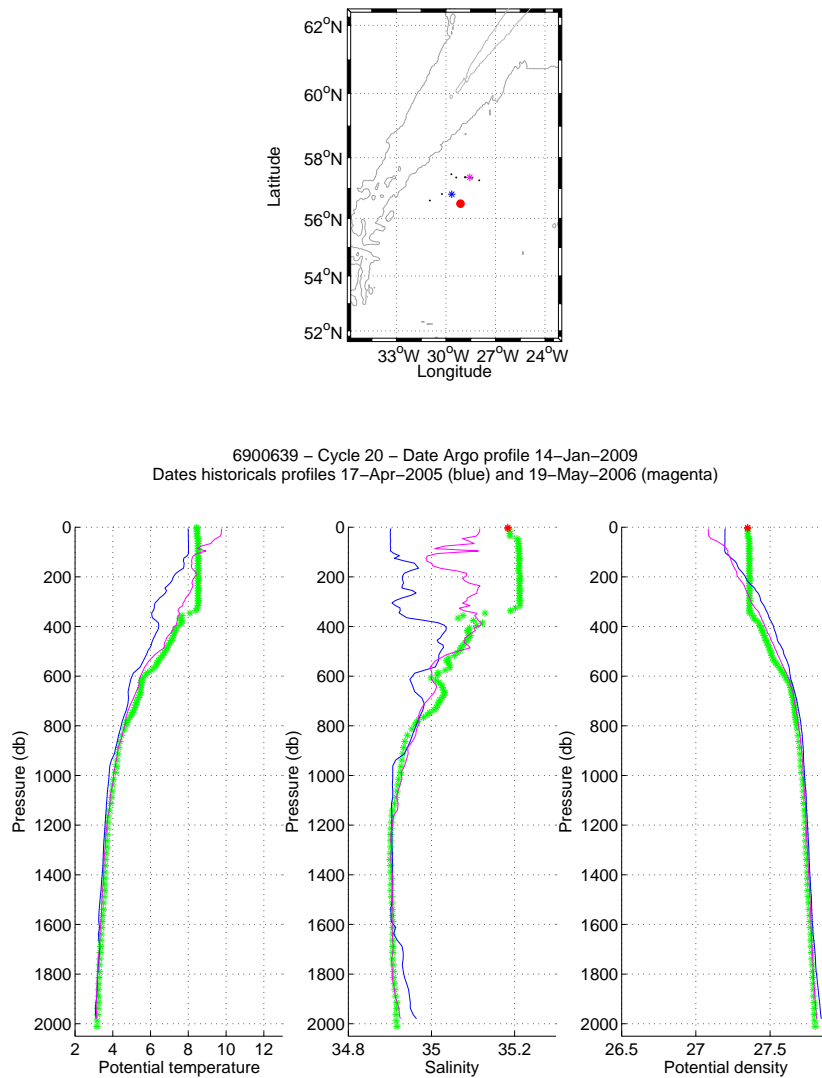 62°N
60°N
58°N
56°N
54°N
52°N
Latitude
33°W 30°W 27°W 24°W
Longitude
6900639 − Cycle 20 − Date Argo profile 14−Jan−2009
Dates historicals profiles 17−Apr−2005 (blue) and 19−May−2006 (magenta)
0
200
400
600
800
1000
1200
1400
1600
1800
2000
Pressure (db)
2 4 6 8 10 12
Potential temperature
0
200
400
600
800
1000
1200
1400
1600
1800
2000
Pressure (db)
34.8 35 35.2
Salinity
0
200
400
600
800
1000
1200
1400
1600
1800
2000
Pressure (db)
26.5 27 27.5
Potential density